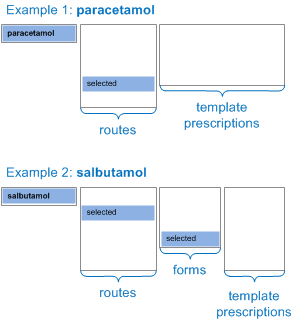 Example 1: paracetamol
paracetamol
selected
routes
template
prescriptions
Example 2: salbutamol
salbutamol
selected
selected
routes
forms
template
prescriptions